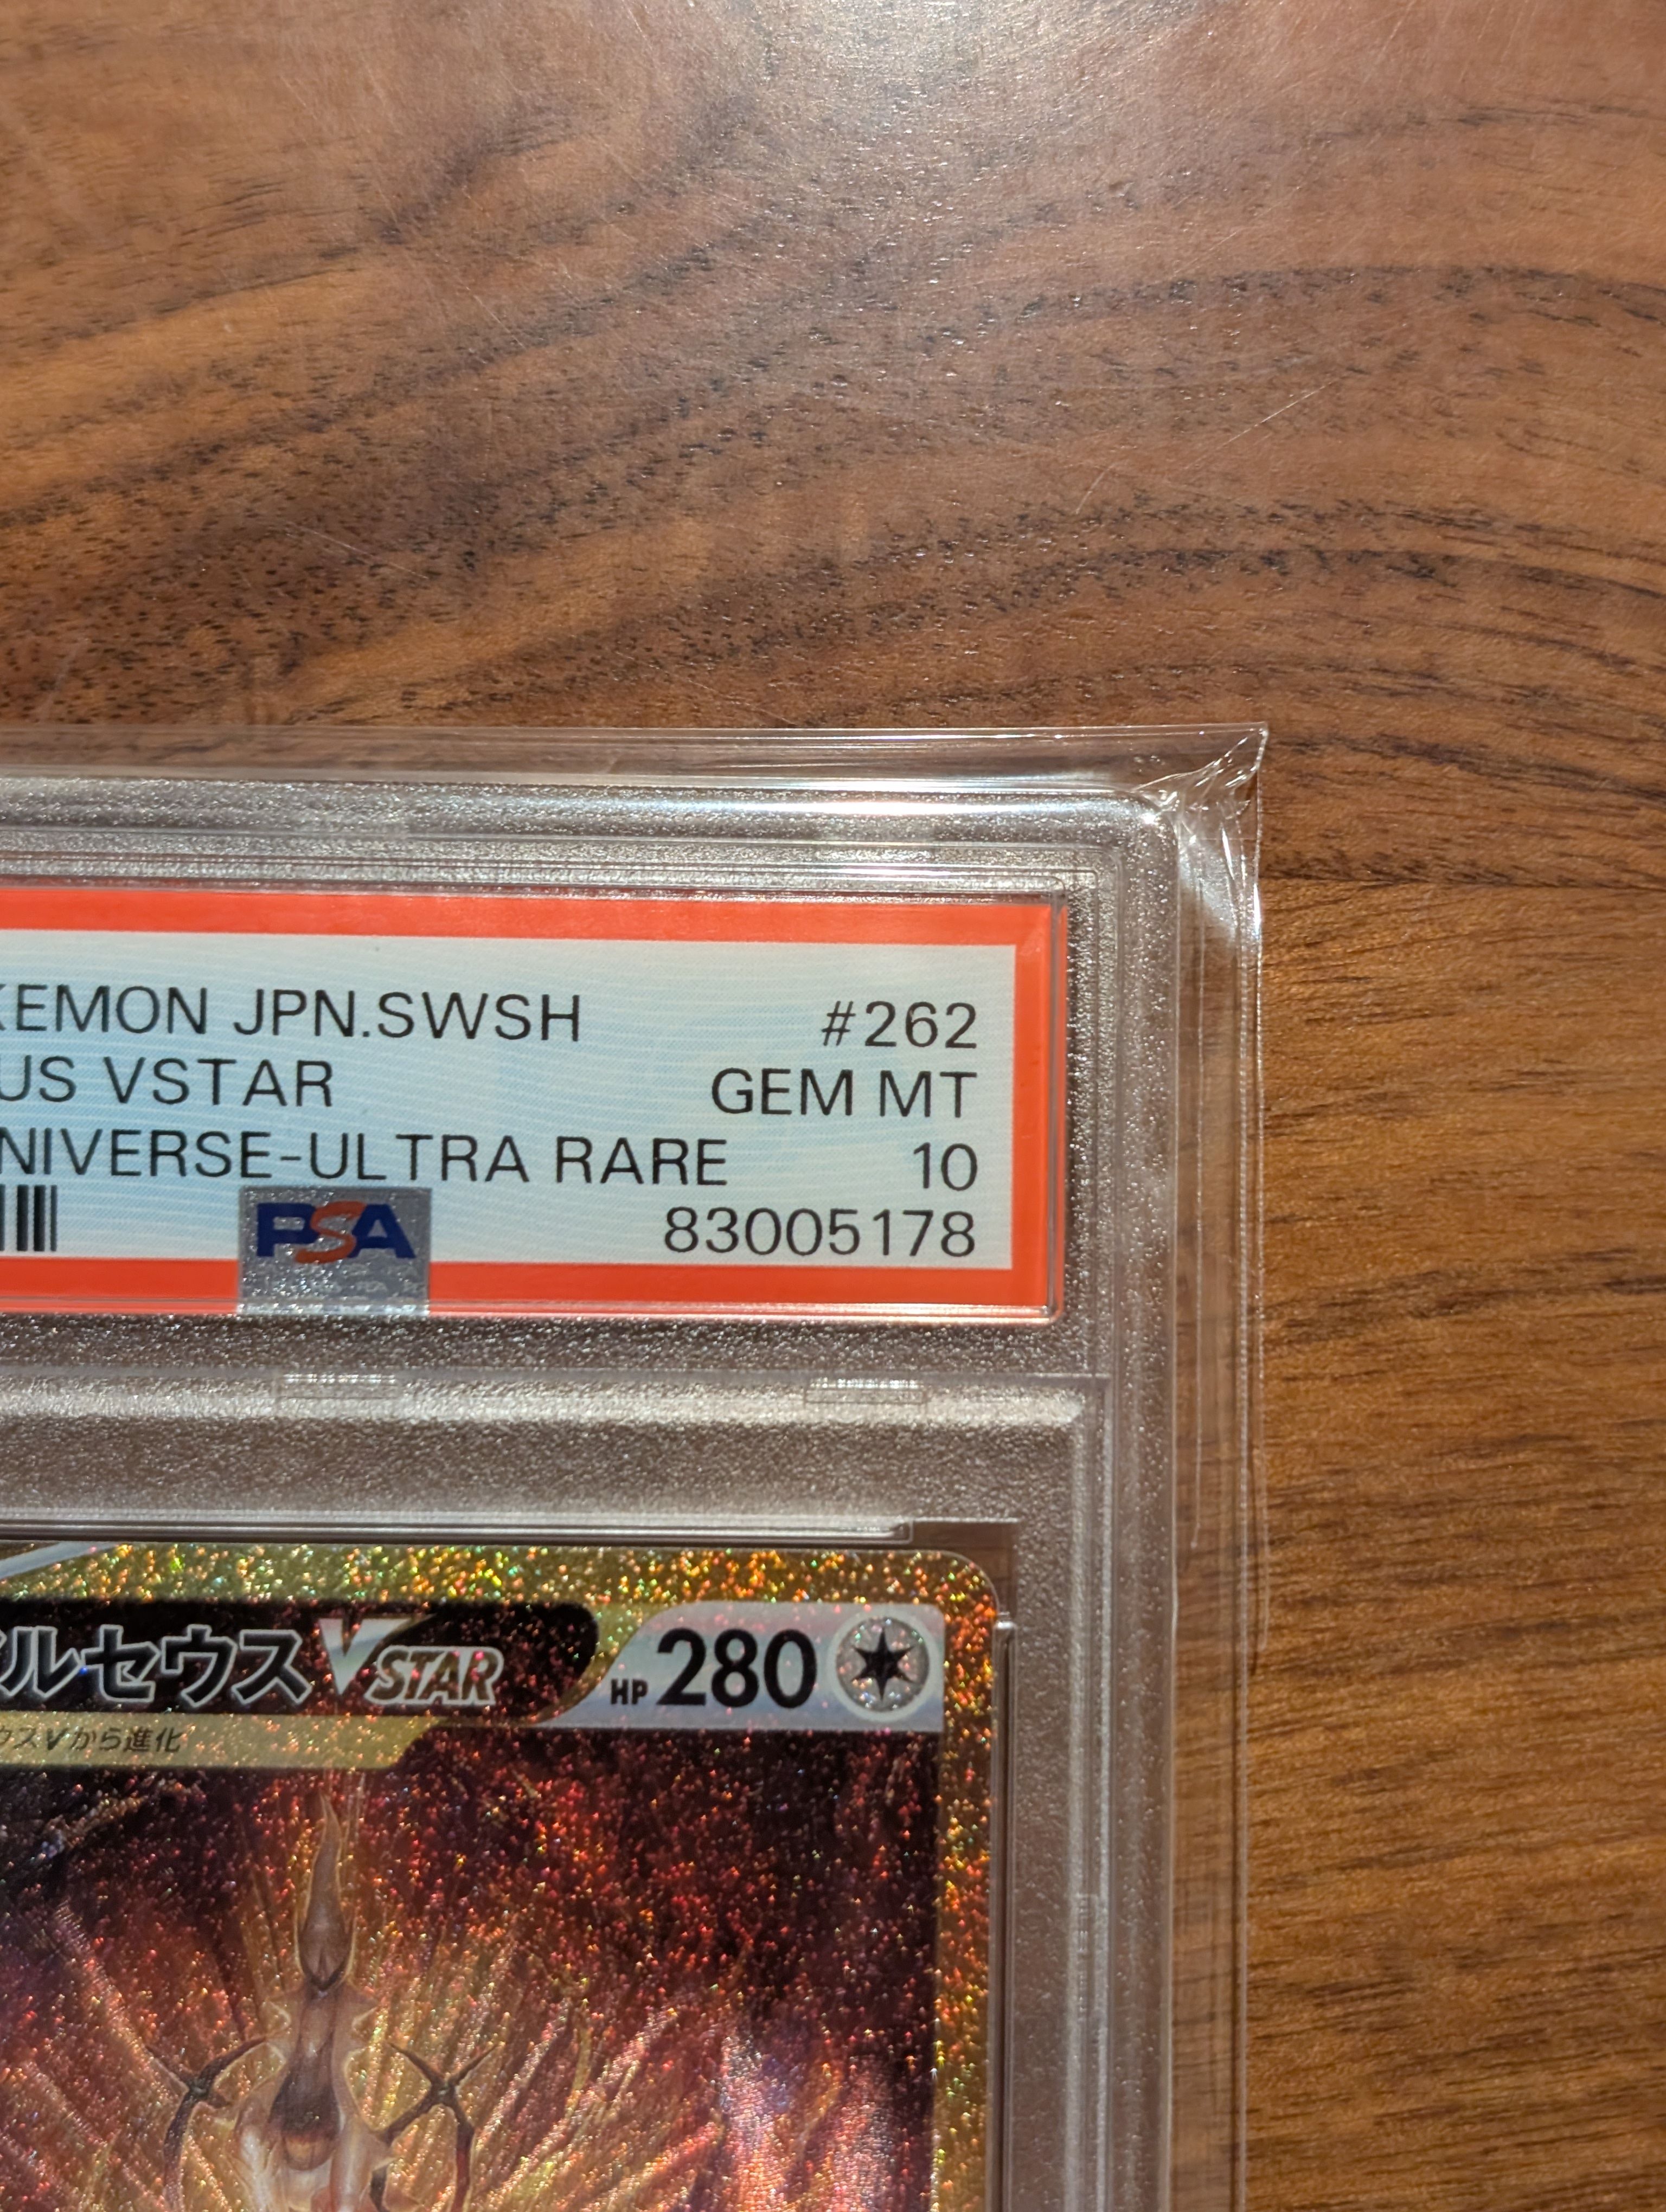 KEMON JPN.SWSH #262
US VSTAR GEM MT
NIVERSE-ULTRA RARE 10
PSA 83005178
ルセウス VSTAR HP 280
ウスVから進化